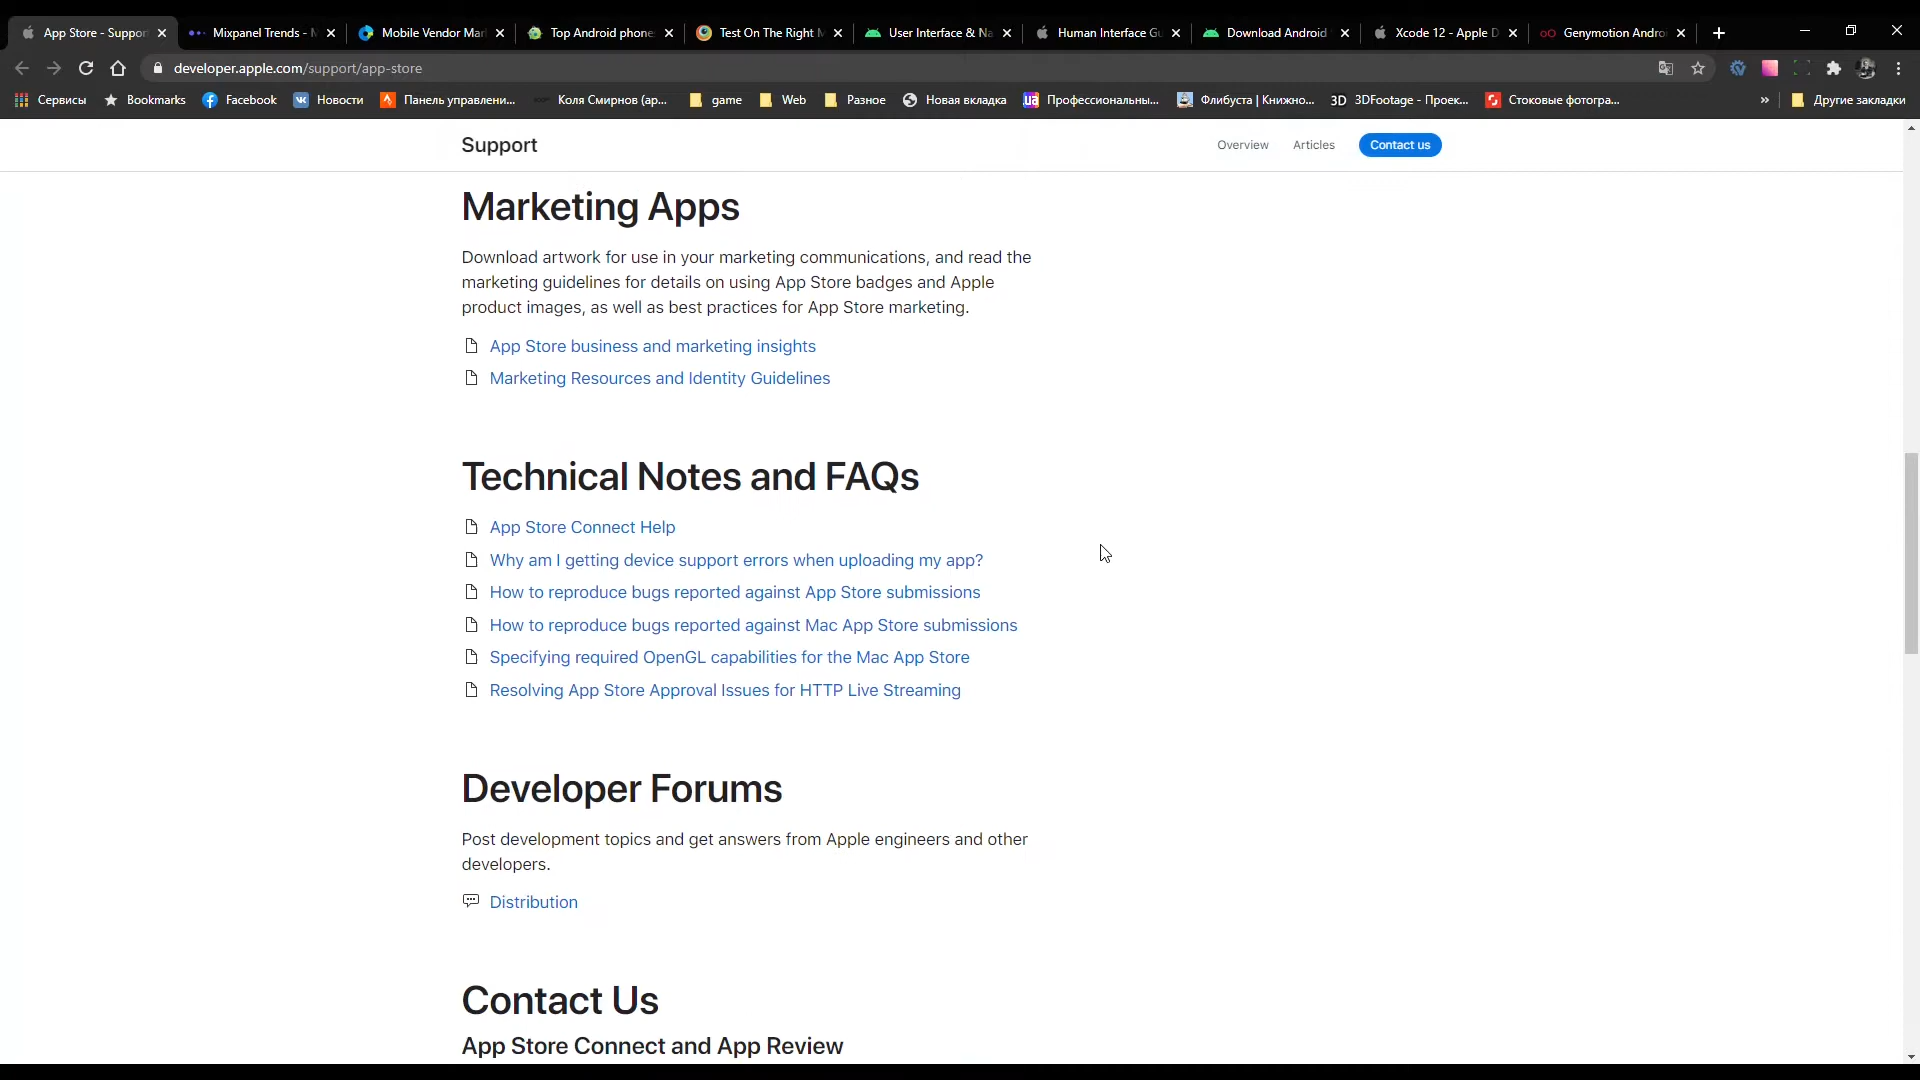 App Store - Suppor
Mixpanel Trends -
Mobile Vendor Mar
Top Android phone
Test On The Right
User Interface & Na
Human Interface Gu
Download Android
Xcode 12 - Apple D
Genymotion Andro
developer.apple.com/support/app-store
Сервисы
Bookmarks
Facebook
Новости
Панель управлени...
Коля Смирнов (ар...
game
Web
Разное
Новая вкладка
Профессиональны...
Флибуста | Книжно...
3DFootage - Проек...
Стоковые фотогра...
Другие закладки
Support
Overview
Articles
Contact us
Marketing Apps
Download artwork for use in your marketing communications, and read the
marketing guidelines for details on using App Store badges and Apple
product images, as well as best practices for App Store marketing.
App Store business and marketing insights
Marketing Resources and Identity Guidelines
Technical Notes and FAQs
App Store Connect Help
Why am I getting device support errors when uploading my app?
How to reproduce bugs reported against App Store submissions
How to reproduce bugs reported against Mac App Store submissions
Specifying required OpenGL capabilities for the Mac App Store
Resolving App Store Approval Issues for HTTP Live Streaming
Developer Forums
Post development topics and get answers from Apple engineers and other
developers.
Distribution
Contact Us
App Store Connect and App Review